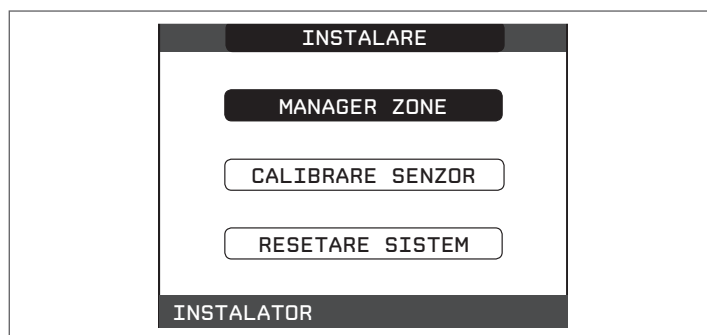 INSTALARE
MANAGER ZONE
CALIBRARE SENZOR
RESETARE SISTEM
INSTALATOR